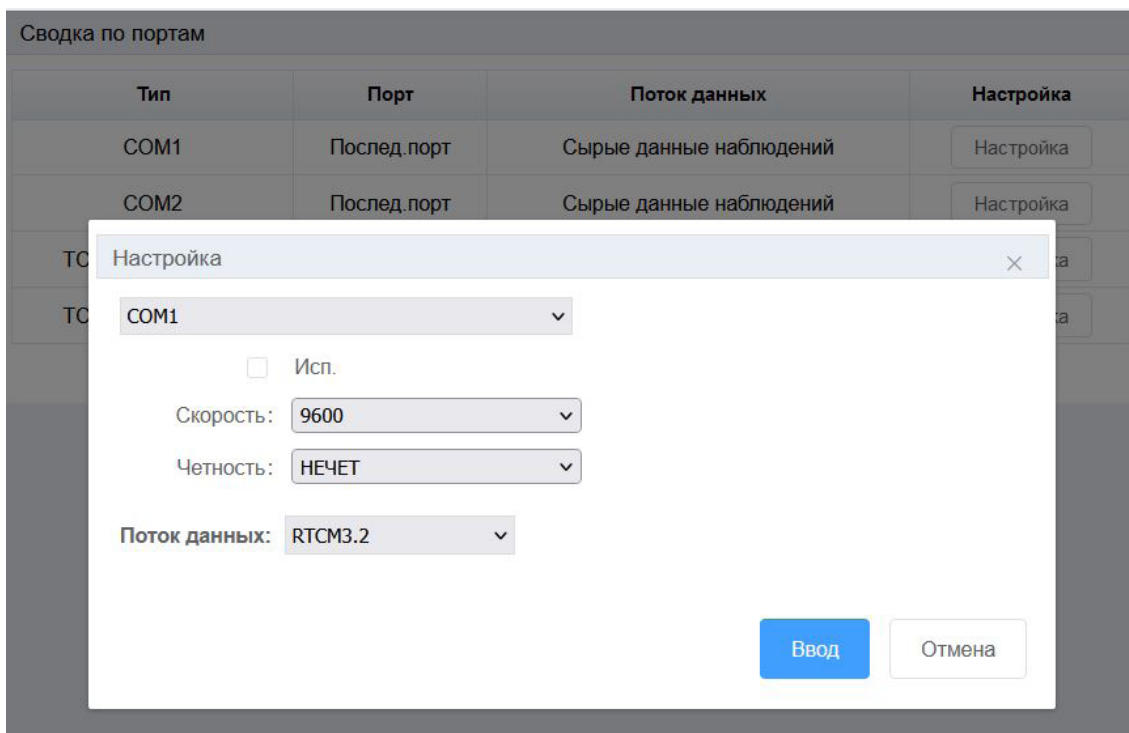 Сводка по портам
Тип Порт Поток данных Настройка
COM1 Послед.порт Сырые данные наблюдений Настройка
COM2 Послед.порт Сырые данные наблюдений Настройка
Настройка
COM1
Исп.
Скорость: 9600
Четность: НЕЧЕТ
Поток данных: RTCM3.2
Ввод Отмена